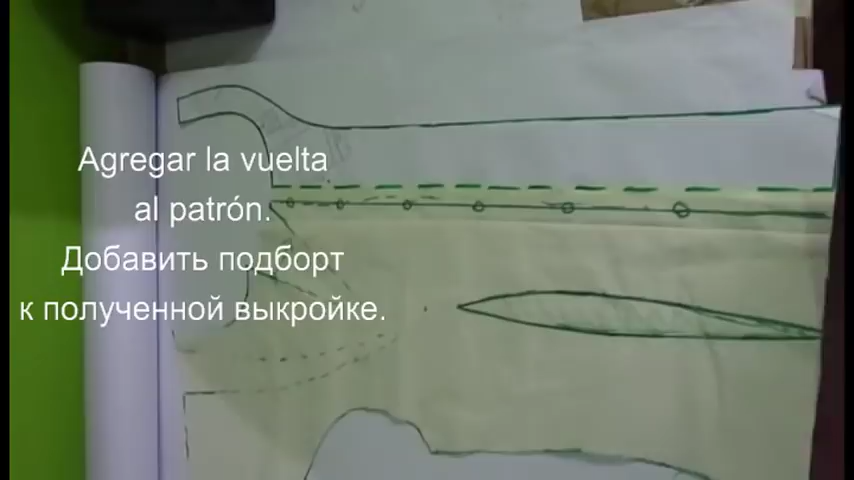 Agregar la vuelta
al patrón.
Добавить подборт
к полученной выкройке.